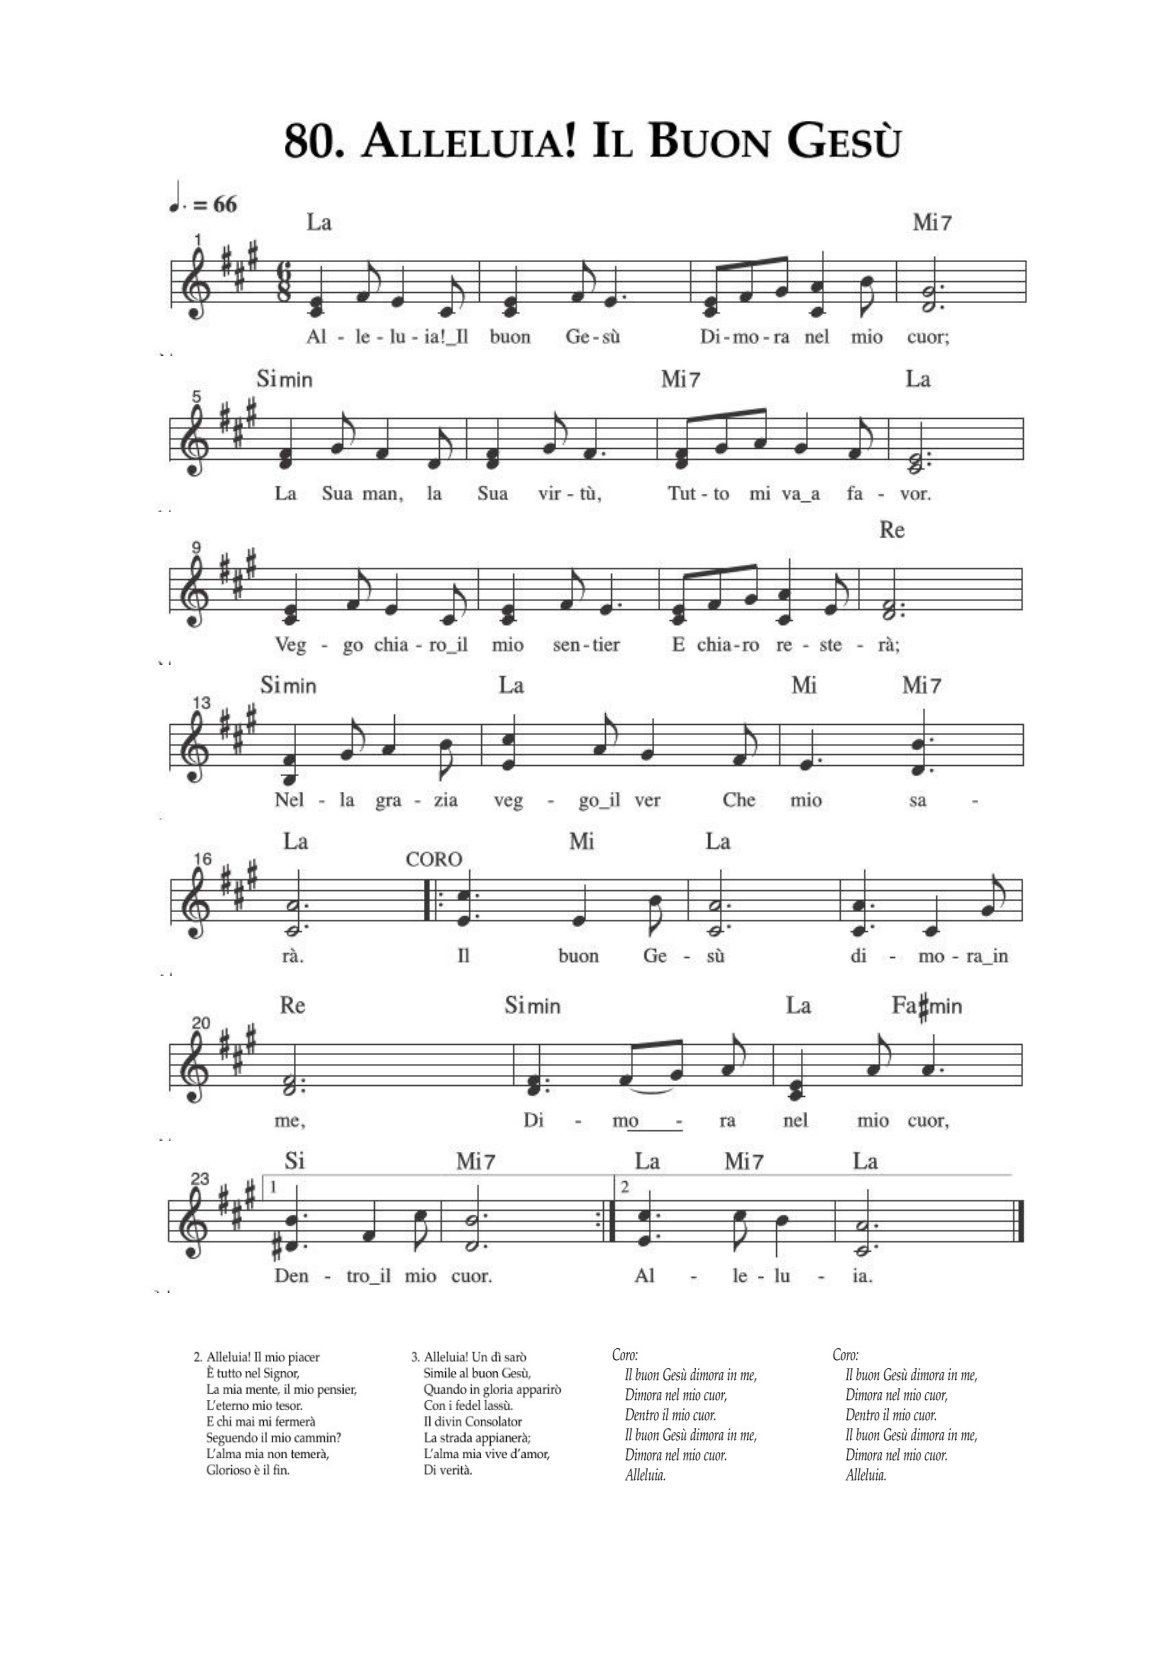 80. Alleluia! Il Buon Gesù
= 66
La Mi7
1
6 8
Al - le - lu - ia!_Il buon Ge - sù Di - mo - ra nel mio cuor;
Simin Mi7 La
5
La Sua man, la Sua vir - tù, Tut - to mi va_a fa - vor.
Re
9
Veg - go chia - ro_il mio sen - tier E chia - ro re - ste - rà;
Simin La Mi Mi7
13
Nel - la gra - zia veg - go_il ver Che mio sa -
La Mi La
16 CORO
rà. Il buon Ge - sù di - mo - ra_in
Re Simin La Fa♯min
20
me, Di - mo - ra nel mio cuor,
Si Mi7 La Mi7 La
23 1 2
Den - tro_il mio cuor. Al - le - lu - ia.
2. Alleluia! Il mio piacer
È tutto nel Signor,
La mia mente, il mio pensier,
L'eterno mio tesor.
E chi mai mi fermerà
Seguendo il mio cammin?
L'alma mia non temerà,
Glorioso è il fin.
3. Alleluia! Un dì sarò
Simile al buon Gesù,
Quando in gloria apparirò
Con i fedel lassù.
Il divin Consolator
La strada appianerà;
L'alma mia vive d'amor,
Di verità.
Coro:
Il buon Gesù dimora in me,
Dimora nel mio cuor,
Dentro il mio cuor.
Il buon Gesù dimora in me,
Dimora nel mio cuor.
Alleluia.
Coro:
Il buon Gesù dimora in me,
Dimora nel mio cuor,
Dentro il mio cuor.
Il buon Gesù dimora in me,
Dimora nel mio cuor.
Alleluia.